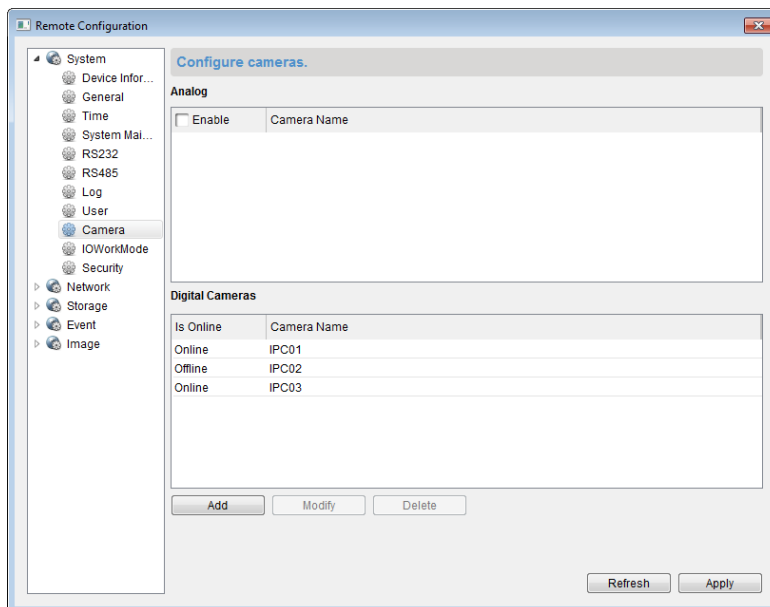 Remote Configuration
System
Device Infor...
General
Time
System Mai...
RS232
RS485
Log
User
Camera
IOWorkMode
Security
Network
Storage
Event
Image
Configure cameras.
Analog
Enable Camera Name
Digital Cameras
Is Online Camera Name
Online IPC01
Offline IPC02
Online IPC03
Add Modify Delete
Refresh Apply